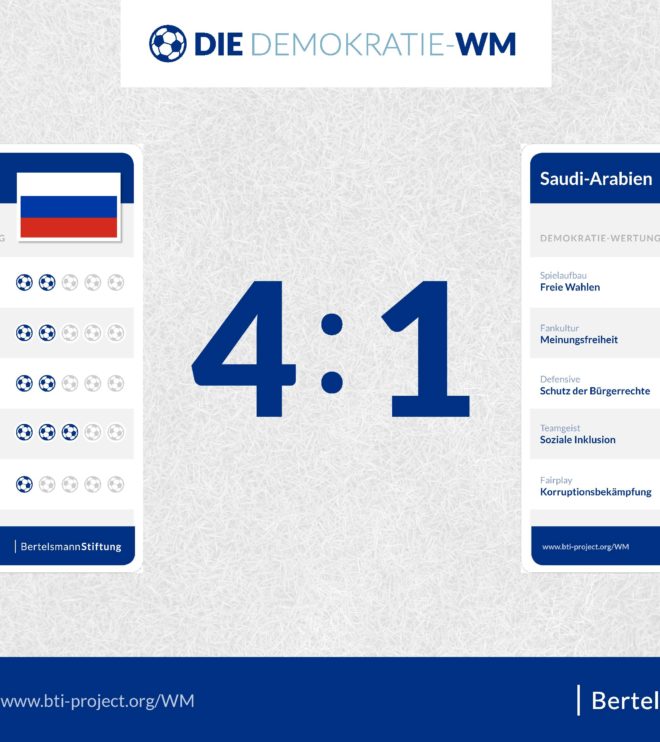 DIE DEMOKRATIE-WM
G
4:1
BertelsmannStiftung
Saudi-Arabien
DEMOKRATIE-WERTUNG
Spielaufbau
Freie Wahlen
Fankultur
Meinungsfreiheit
Defensive
Schutz der Bürgerrechte
Teamgeist
Soziale Inklusion
Fairplay
Korruptionsbekämpfung
www.bti-project.org/WM
www.bti-project.org/WM
Bertel